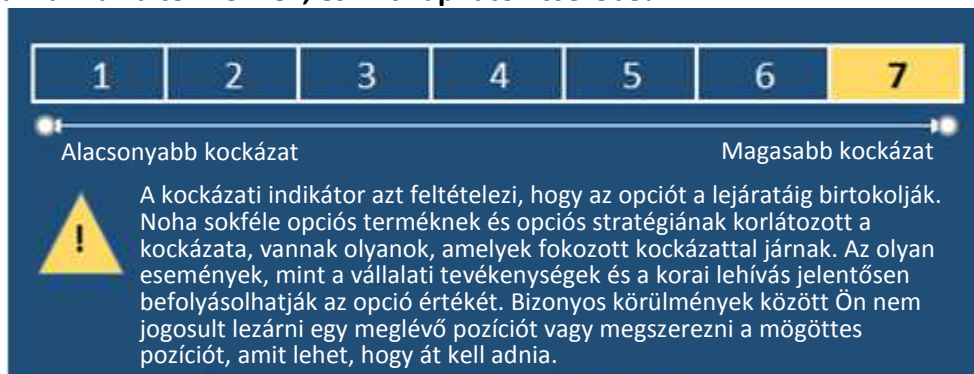 1 2 3 4 5 6 7
Alacsonyabb kockázat Magasabb kockázat
A kockázati indikátor azt feltételezi, hogy az opciót a lejáratáig birtokolják.
Noha sokféle opciós terméknek és opciós stratégiának korlátozott a
kockázata, vannak olyanok, amelyek fokozott kockázattal járnak. Az olyan
események, mint a vállalati tevékenységek és a korai lehívás jelentősen
befolyásolhatják az opció értékét. Bizonyos körülmények között Ön nem
jogosult lezárni egy meglévő pozíciót vagy megszerezni a mögöttes
pozíciót, amit lehet, hogy át kell adnia.